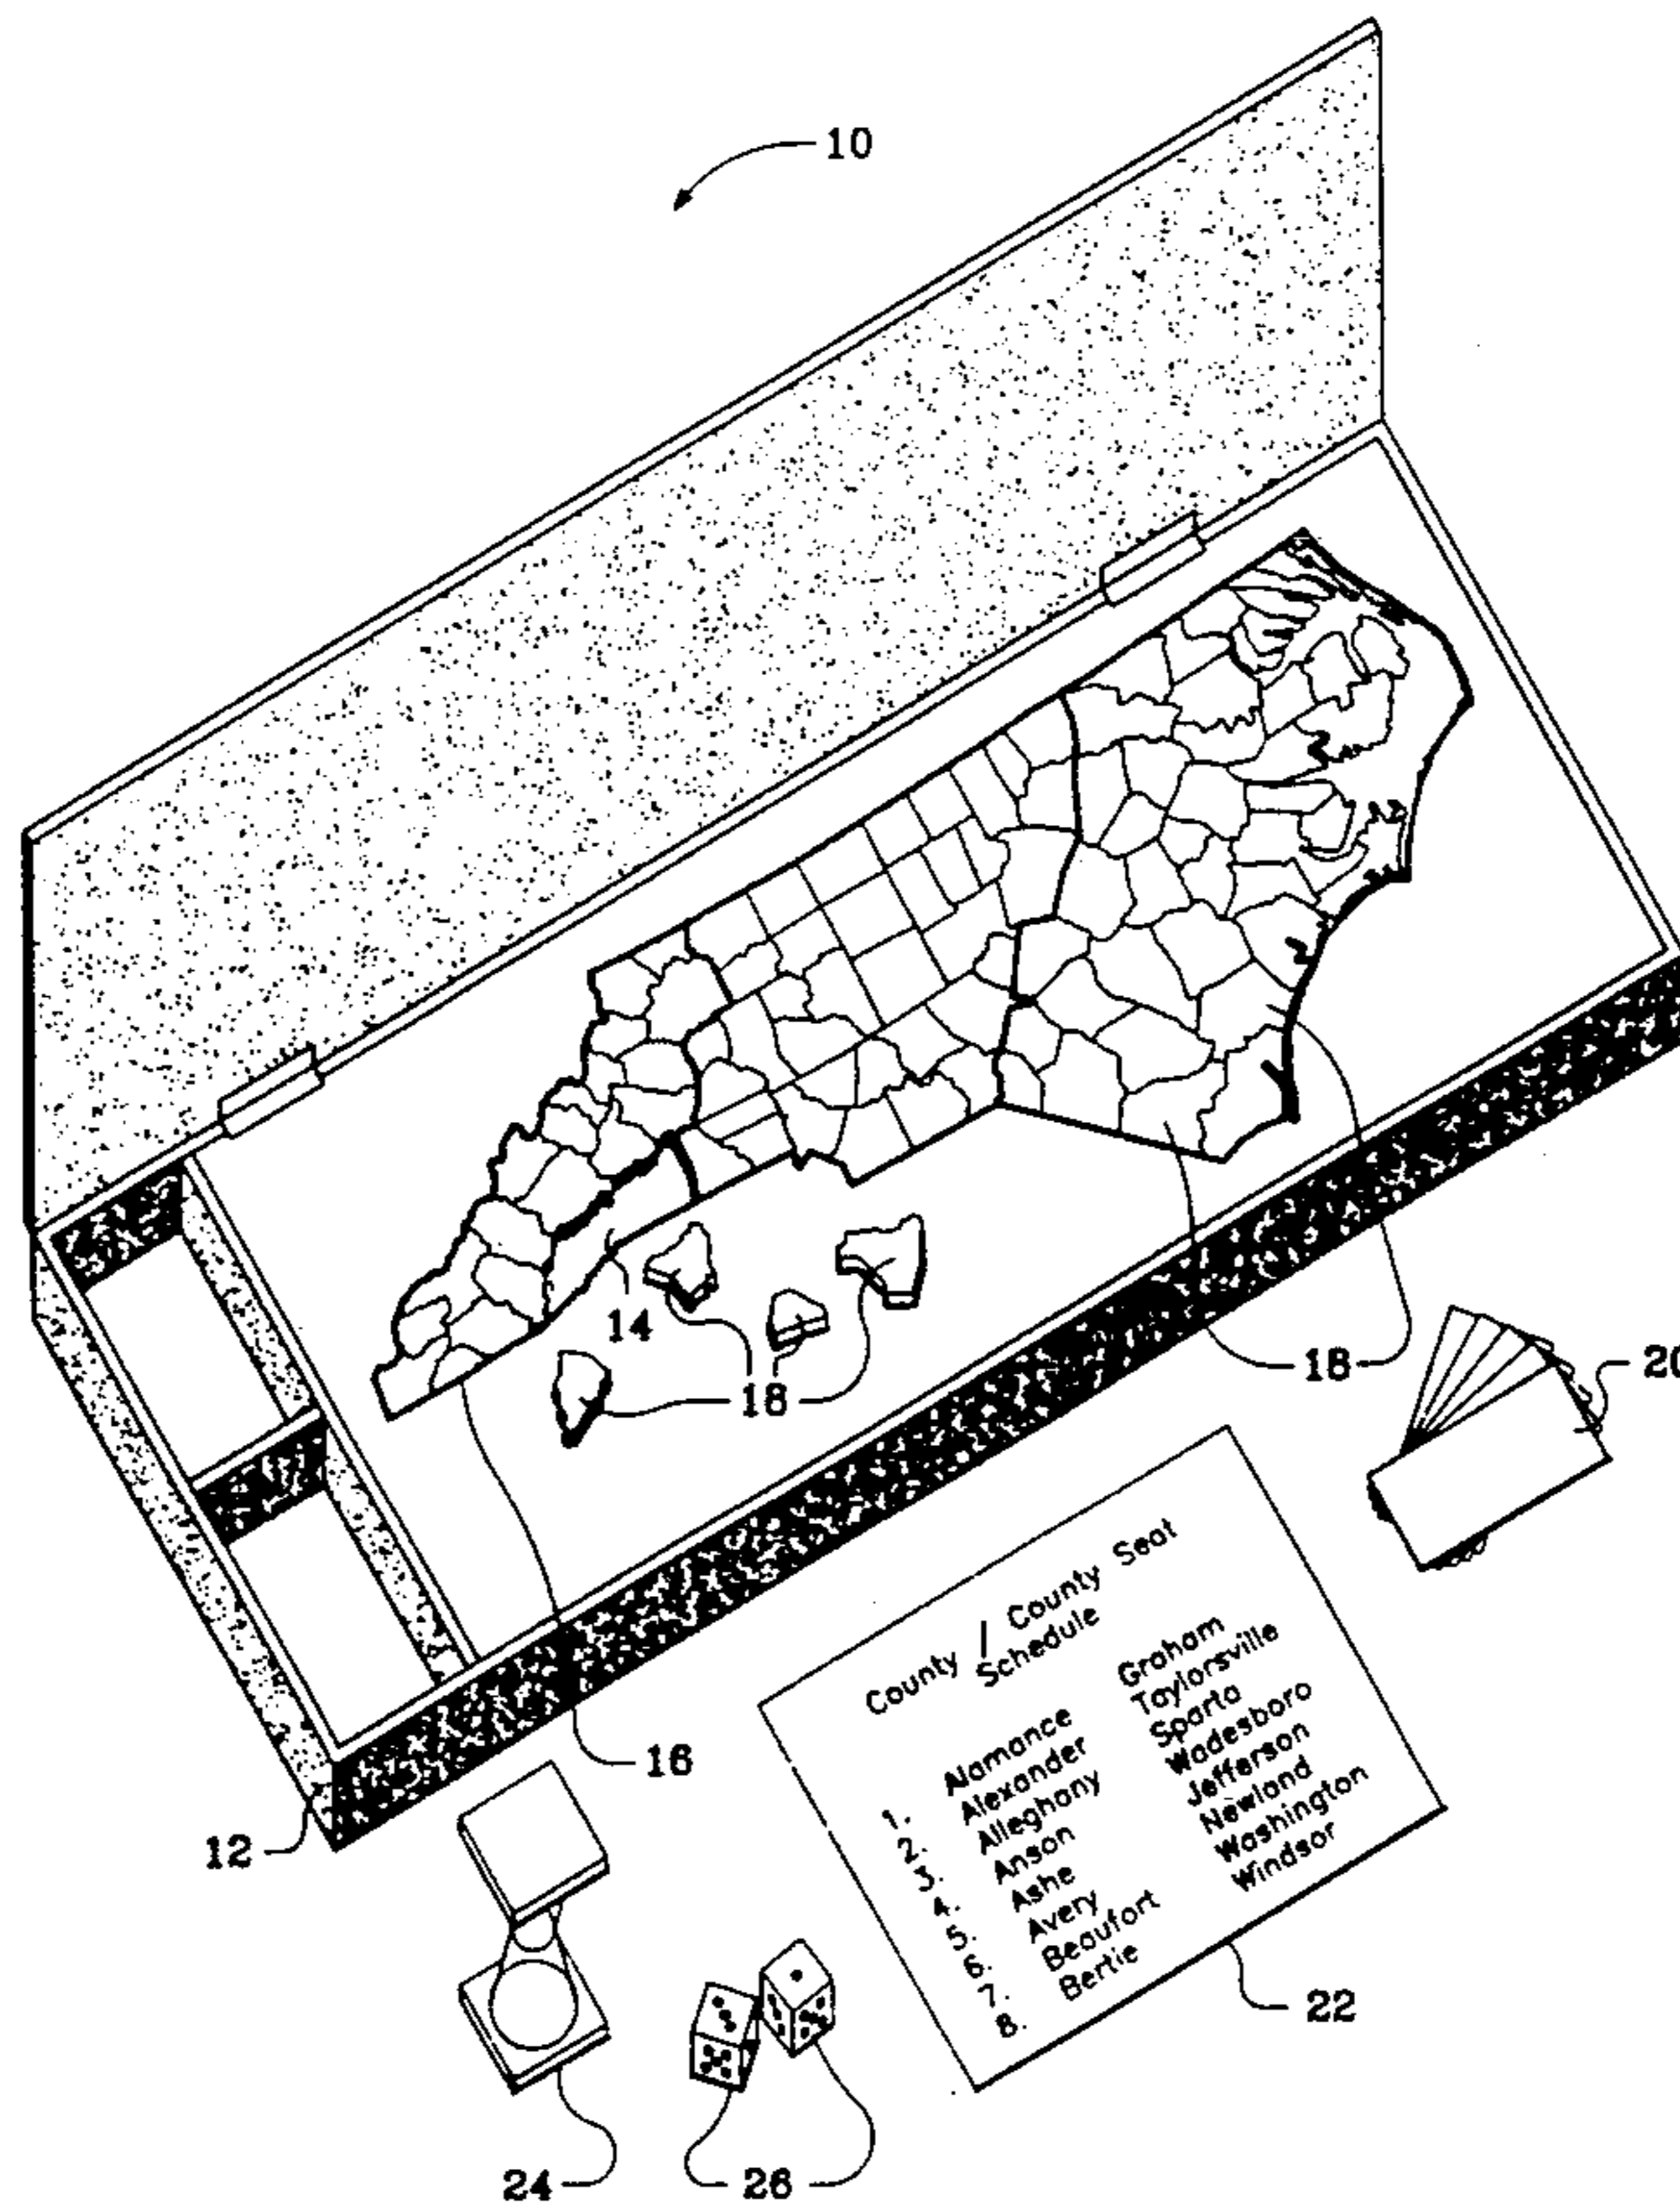 10
14
18
18
20
16
12
County / County Seat
Schedule
1. Alamance Graham
2. Alexander Taylorsville
3. Alleghany Sparta
4. Anson Wadesboro
5. Ashe Jefferson
6. Avery Newland
7. Beaufort Washington
8. Bertie Windsor
22
24
26